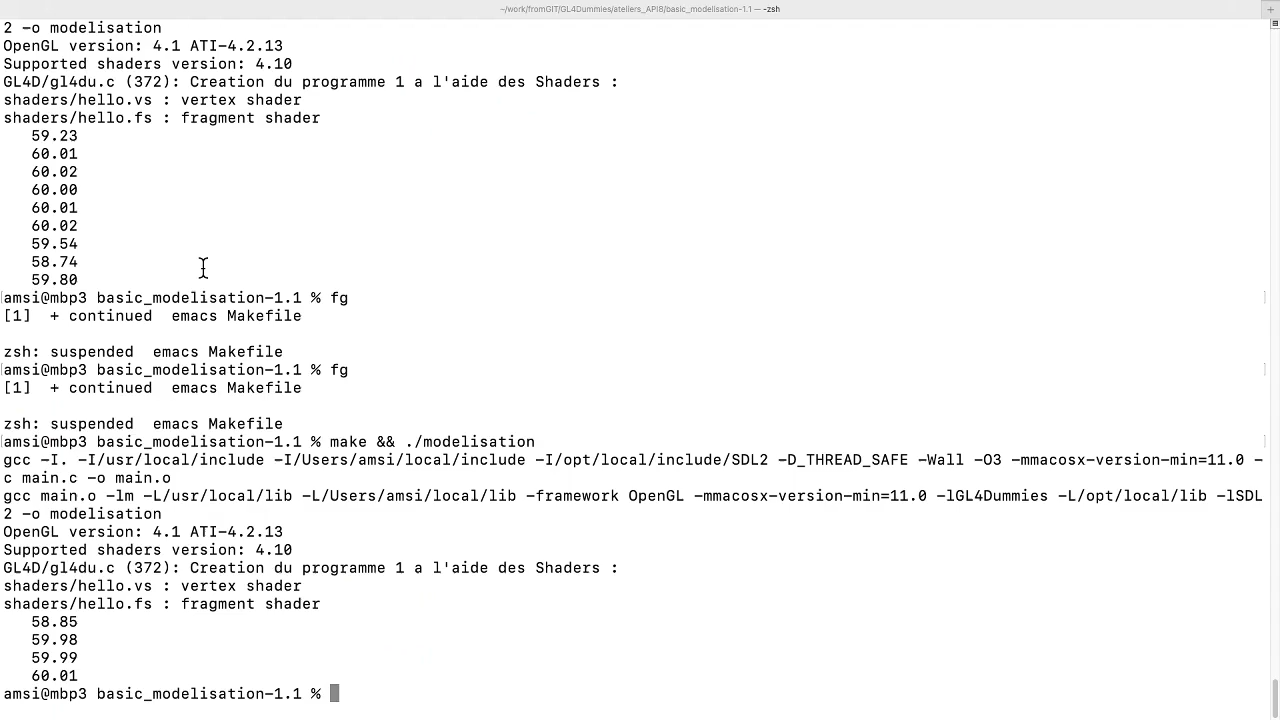 ~/work/fromGIT/GL4Dummies/ateliers_API8/basic_modelisation-1.1 — -zsh
2 -o modelisation
OpenGL version: 4.1 ATI-4.2.13
Supported shaders version: 4.10
GL4D/gl4du.c (372): Creation du programme 1 a l'aide des Shaders :
shaders/hello.vs : vertex shader
shaders/hello.fs : fragment shader
59.23
60.01
60.02
60.00
60.01
60.02
59.54
58.74
59.80
amsi@mbp3 basic_modelisation-1.1 % fg
[1]  + continued  emacs Makefile
zsh: suspended  emacs Makefile
amsi@mbp3 basic_modelisation-1.1 % fg
[1]  + continued  emacs Makefile
zsh: suspended  emacs Makefile
amsi@mbp3 basic_modelisation-1.1 % make && ./modelisation
gcc -I. -I/usr/local/include -I/Users/amsi/local/include -I/opt/local/include/SDL2 -D_THREAD_SAFE -Wall -O3 -mmacosx-version-min=11.0 -
c main.c -o main.o
gcc main.o -lm -L/usr/local/lib -L/Users/amsi/local/lib -framework OpenGL -mmacosx-version-min=11.0 -lGL4Dummies -L/opt/local/lib -lSDL
2 -o modelisation
OpenGL version: 4.1 ATI-4.2.13
Supported shaders version: 4.10
GL4D/gl4du.c (372): Creation du programme 1 a l'aide des Shaders :
shaders/hello.vs : vertex shader
shaders/hello.fs : fragment shader
58.85
59.98
59.99
60.01
amsi@mbp3 basic_modelisation-1.1 %